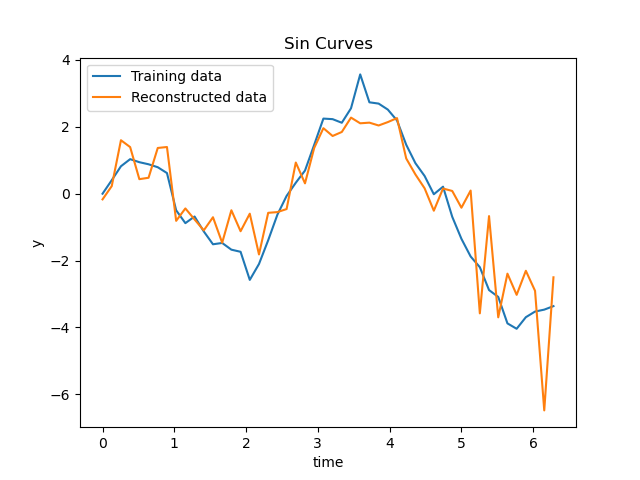 Sin Curves
Training data
Reconstructed data
4
2
0
−2
−4
−6
y
0
1
2
3
4
5
6
time